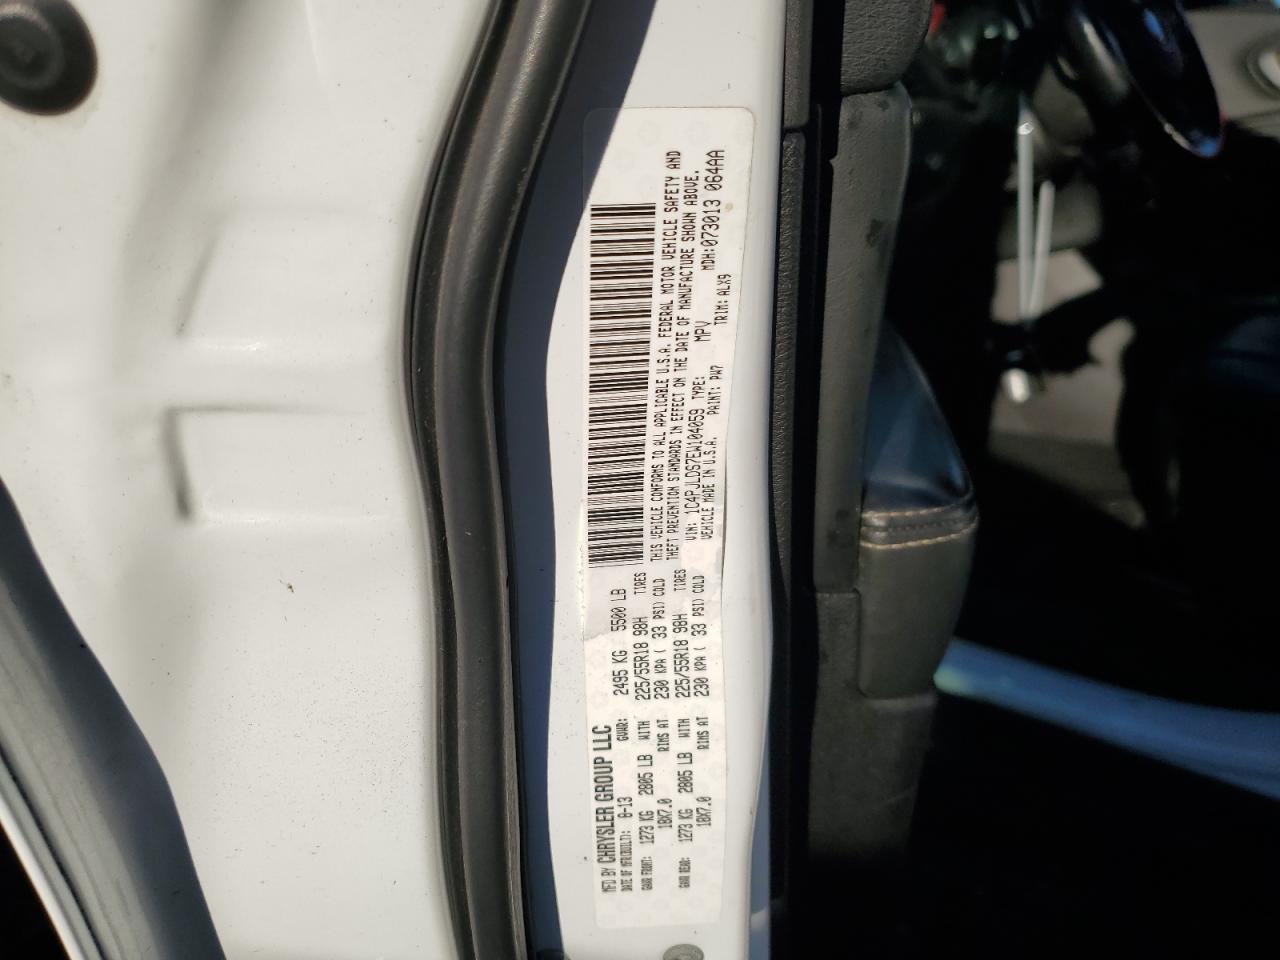 MFD BY CHRYSLER GROUP LLC
DATE OF MFR(BUILT): 8-13 GVWR: 2495 KG 5500 LB
GAWR FRONT: 1273 KG 2805 LB WITH 225/55R18 98H TIRES
18X7.0 RIMS AT 230 KPA ( 33 PSI) COLD
GAWR REAR: 1273 KG 2805 LB WITH 225/55R18 98H TIRES
18X7.0 RIMS AT 230 KPA ( 33 PSI) COLD
THIS VEHICLE CONFORMS TO ALL APPLICABLE U.S.A. FEDERAL MOTOR VEHICLE SAFETY AND
THEFT PREVENTION STANDARDS IN EFFECT ON THE DATE OF MANUFACTURE SHOWN ABOVE.
VIN: 1C4PJLDS7EW104059 TYPE: MPV MDH:073013 064AA
VEHICLE MADE IN U.S.A. PAINT: PW7 TRIM: ALX9